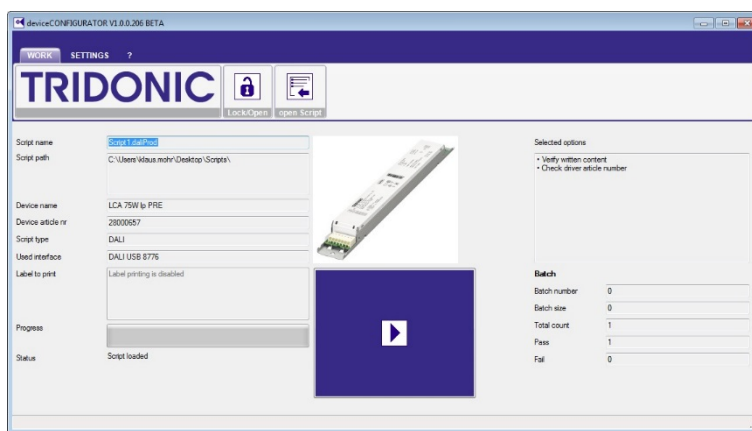 deviceCONFIGURATOR V1.0.0.206 BETA
WORK SETTINGS ?
TRIDONIC
Lock/Open open Script
Script name Script1.daliProd
Script path C:\Users\klaus.mohr\Desktop\Scripts\
Device name LCA 75W Ip PRE
Device article nr 28000657
Script type DALI
Used interface DALI USB 8776
Label to print Label printing is disabled
Progress
Status Script loaded
Selected options
• Verify written content
• Check driver article number
Batch
Batch number 0
Batch size 0
Total count 1
Pass 1
Fail 0